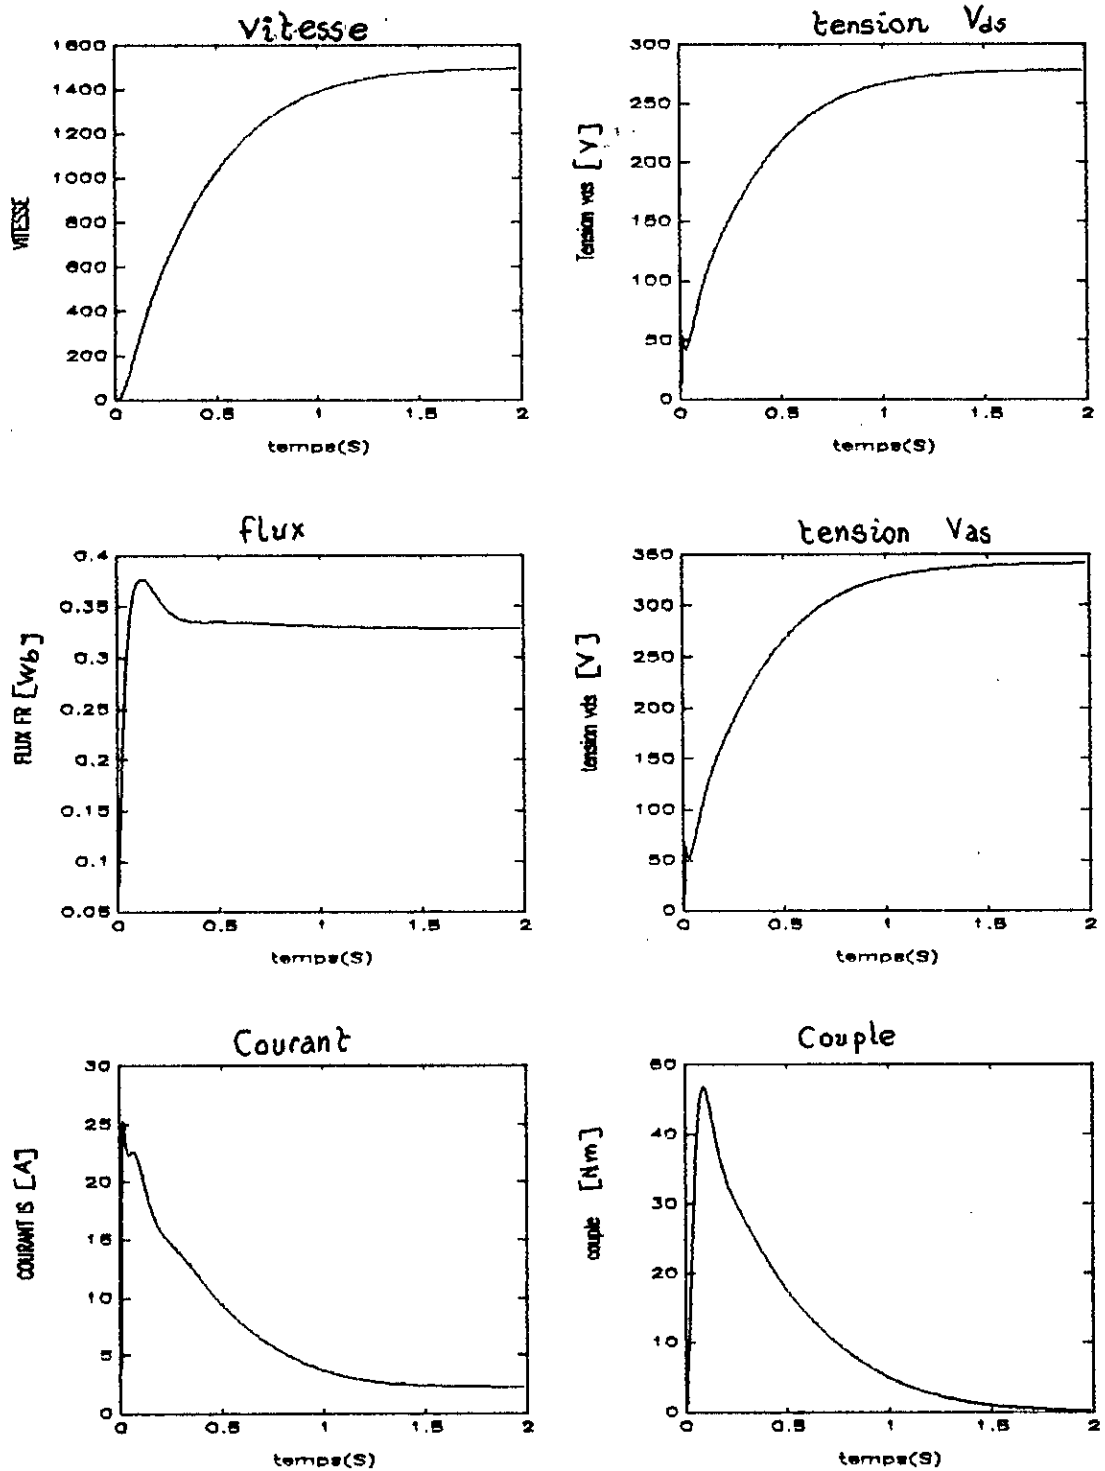 Vitesse
1600
1400
1200
1000
800
600
400
200
0
VITESSE
0 0.5 1 1.5 2
temps(S)
tension Vds
300
250
200
150
100
50
0
Tension vas [V]
0 0.5 1 1.5 2
temps(S)
flux
0.4
0.35
0.3
0.25
0.2
0.15
0.1
0.05
FLUX FR [Wb]
0 0.5 1 1.5 2
temps(S)
tension Vas
350
300
250
200
150
100
50
0
tension vds [V]
0 0.5 1 1.5 2
temps(S)
Courant
30
25
20
15
10
5
0
COURANT IS [A]
0 0.5 1 1.5 2
temps(S)
Couple
50
40
30
20
10
0
couple [Nm]
0 0.5 1 1.5 2
temps(S)